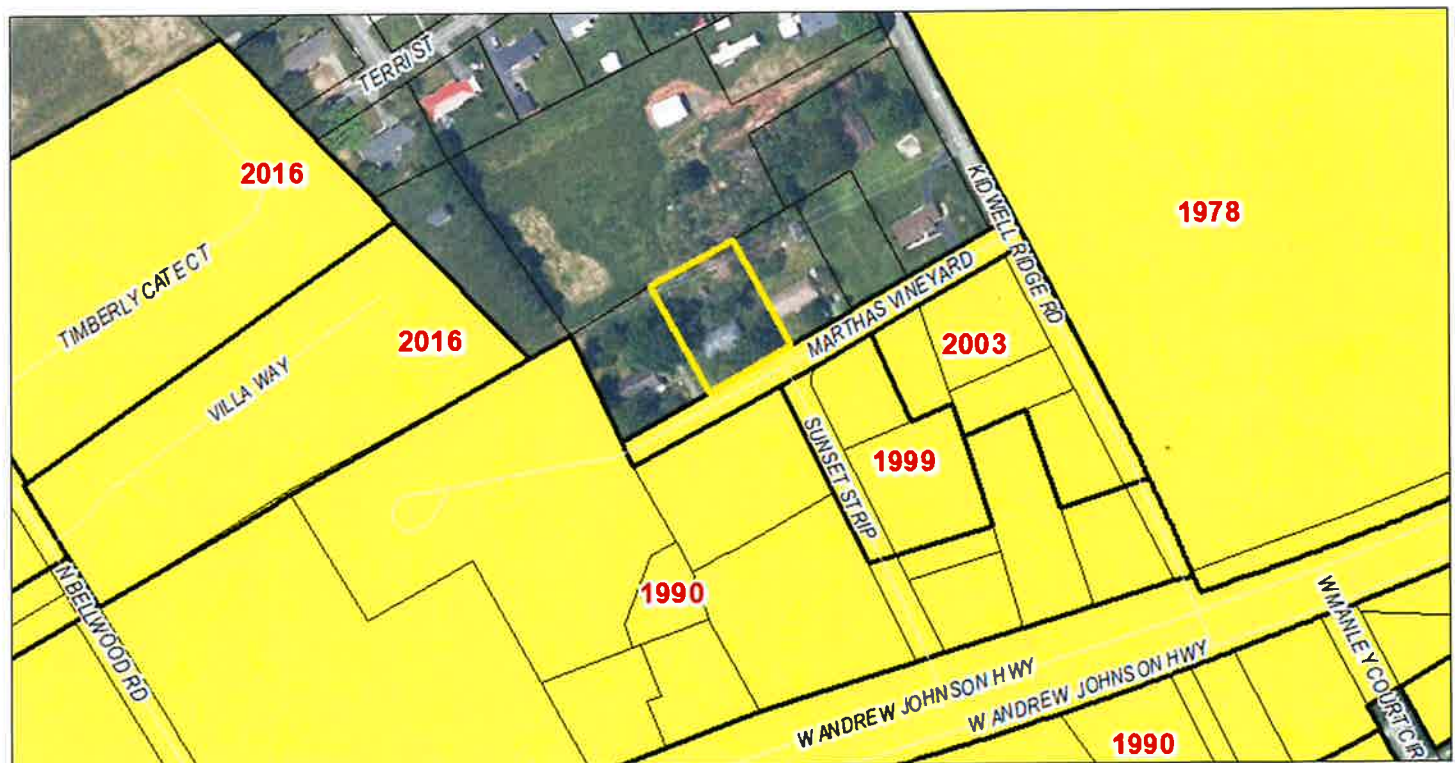 TERRI ST
2016
KIDWELL RIDGE RD
1978
TIMBERLY CATE CT
MARTHAS VINEYARD
2016
2003
VILLA WAY
SUNSET STRIP
1999
N BELLWOOD RD
1990
W MANLEY COURT CIR
W ANDREW JOHNSON HWY
W ANDREW JOHNSON HWY
1990